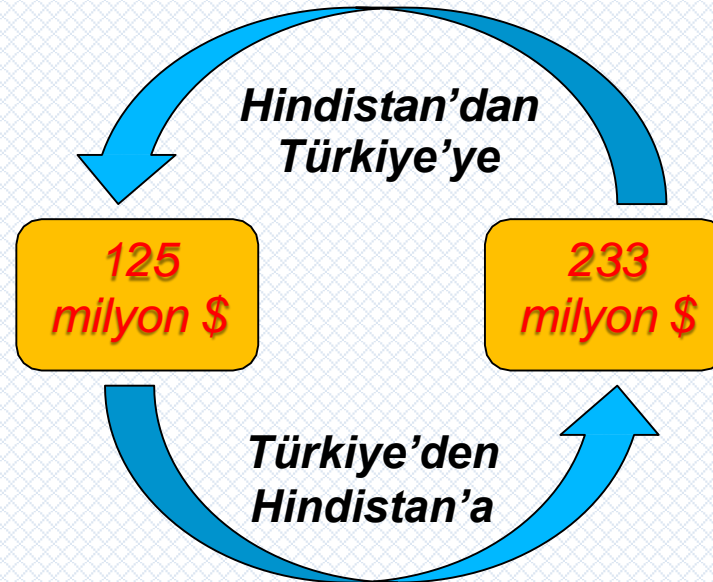 Hindistan’dan
Türkiye’ye
125
milyon $
233
milyon $
Türkiye’den
Hindistan’a